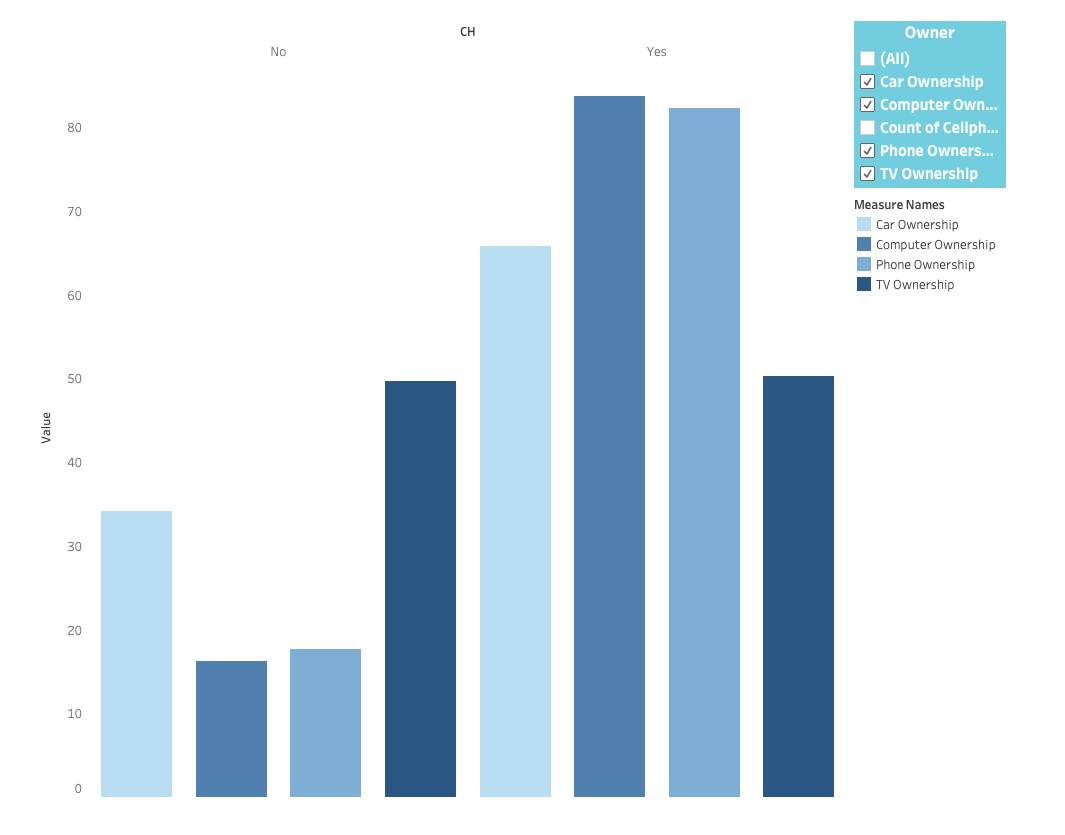 CH
No
Yes
80
70
60
50
40
30
20
10
0
Value
Owner
(All)
Car Ownership
Computer Own...
Count of Cellph...
Phone Owners...
TV Ownership
Measure Names
Car Ownership
Computer Ownership
Phone Ownership
TV Ownership